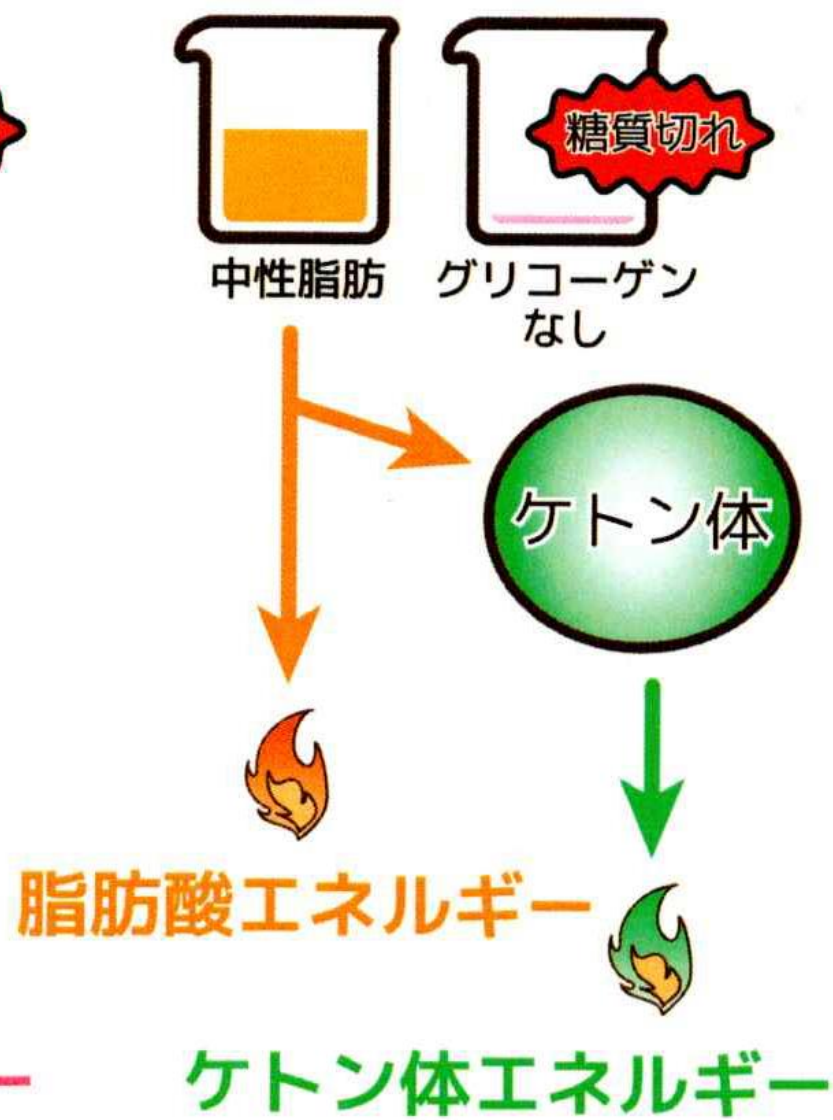 糖質切れ
中性脂肪
グリコーゲン
なし
ケトン体
脂肪酸エネルギー
ー
ケトン体エネルギー